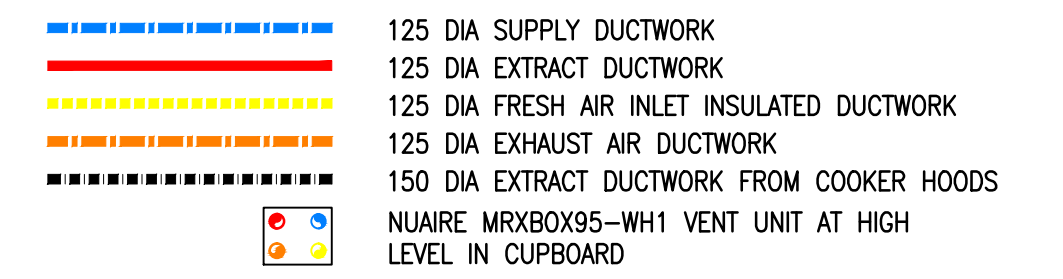 125 DIA SUPPLY DUCTWORK
125 DIA EXTRACT DUCTWORK
125 DIA FRESH AIR INLET INSULATED DUCTWORK
125 DIA EXHAUST AIR DUCTWORK
150 DIA EXTRACT DUCTWORK FROM COOKER HOODS
NUAIRE MRXBOX95-WH1 VENT UNIT AT HIGH
LEVEL IN CUPBOARD